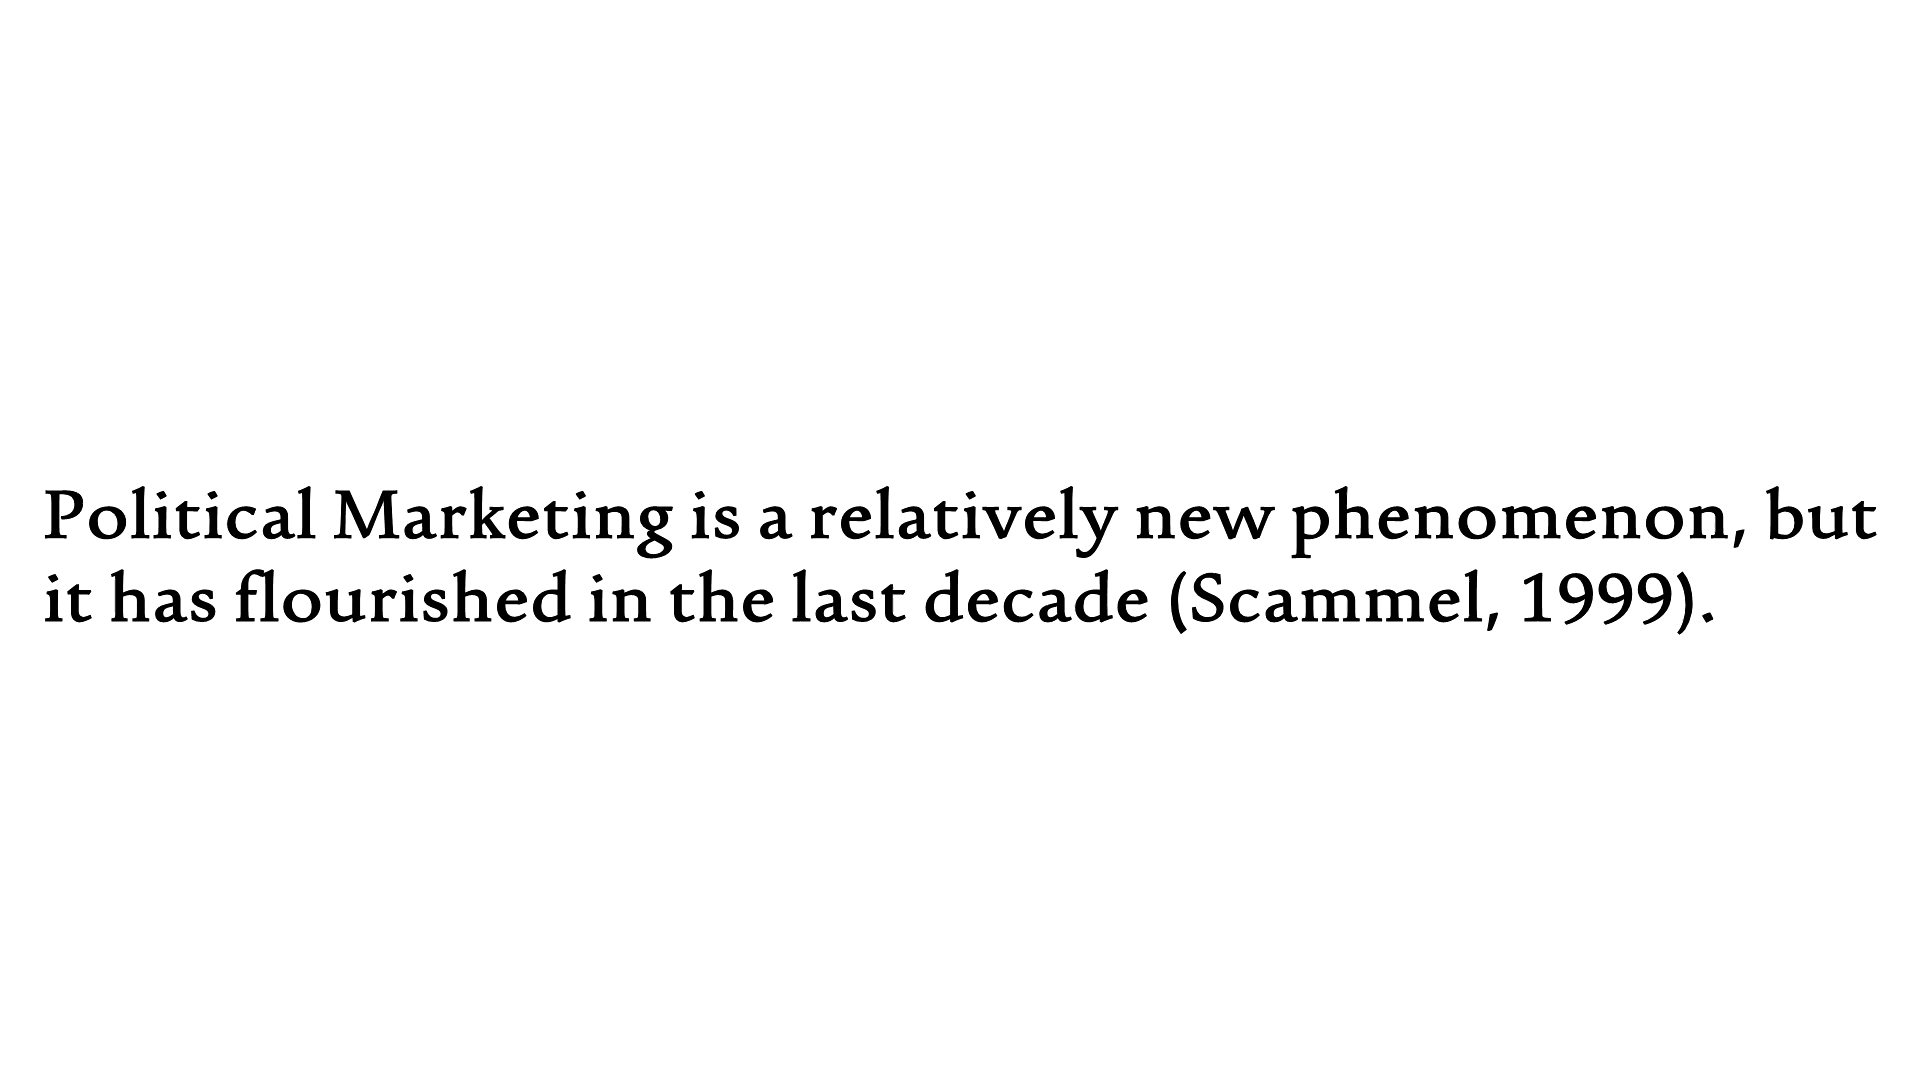 Political Marketing is a relatively new phenomenon, but
it has flourished in the last decade (Scammel, 1999).